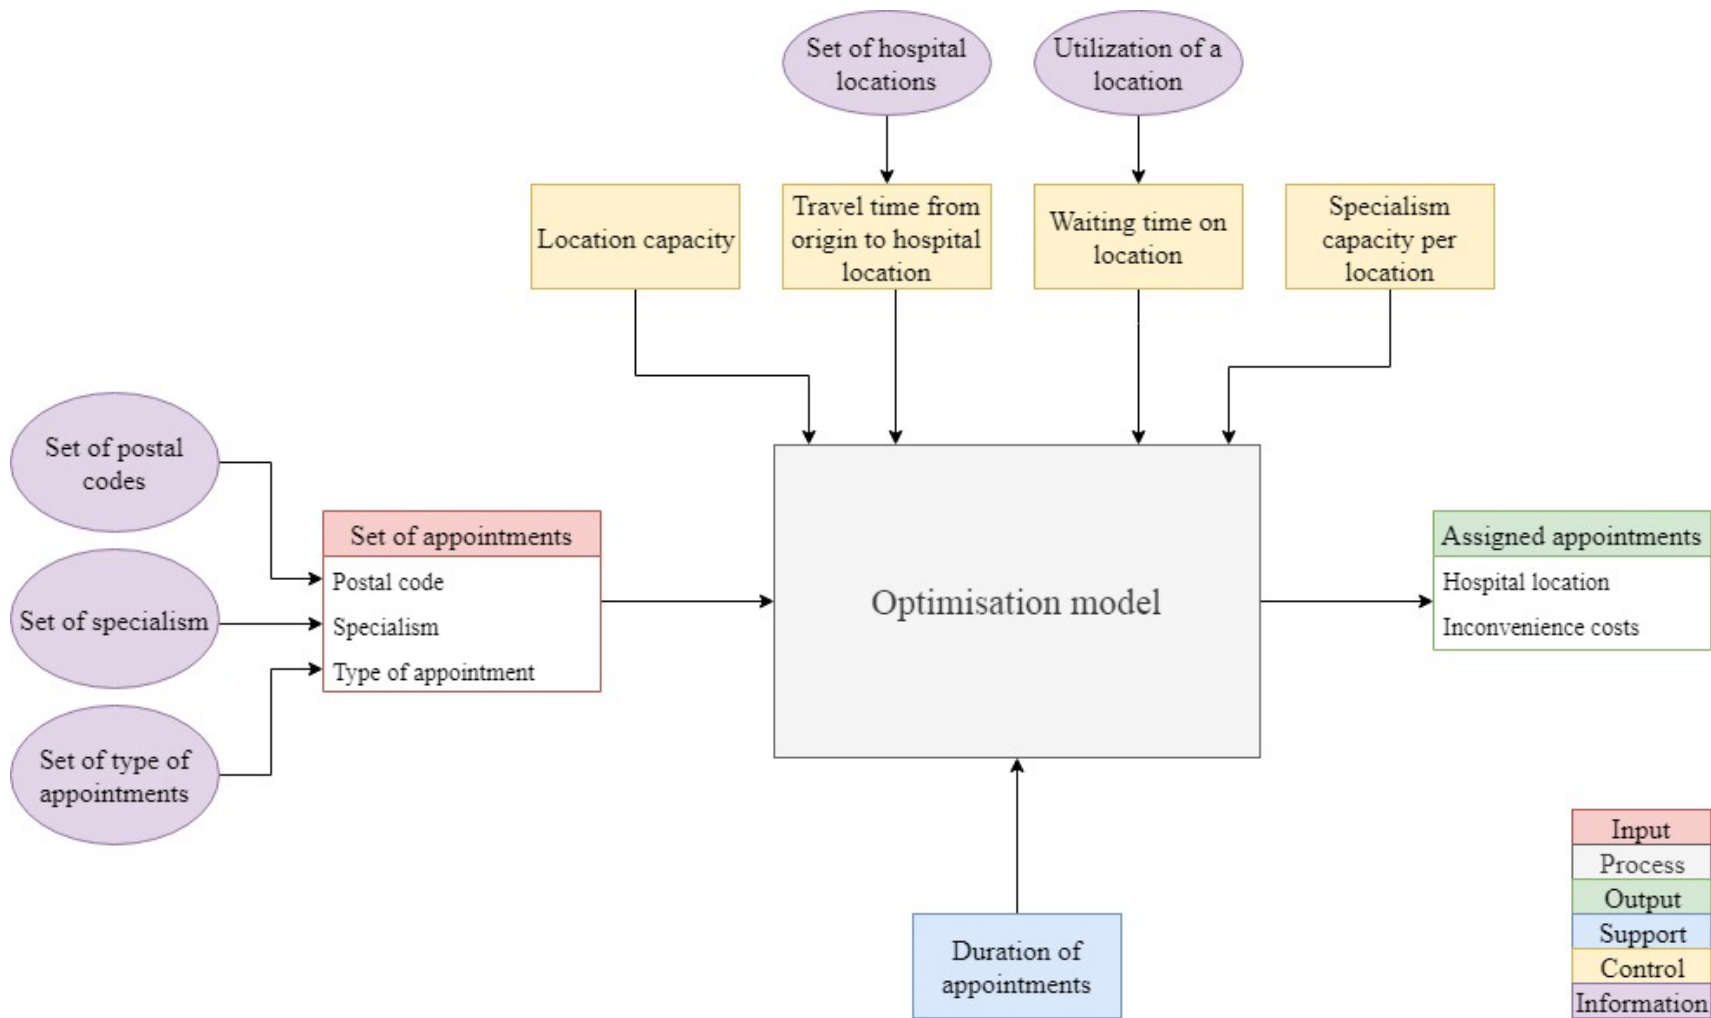 Set of hospital
locations
Utilization of a
location
Location capacity
Travel time from
origin to hospital
location
Waiting time on
location
Specialism
capacity per
location
Set of postal
codes
Set of specialism
Set of type of
appointments
Set of appointments
Postal code
Specialism
Type of appointment
Optimisation model
Assigned appointments
Hospital location
Inconvenience costs
Duration of
appointments
Input
Process
Output
Support
Control
Information